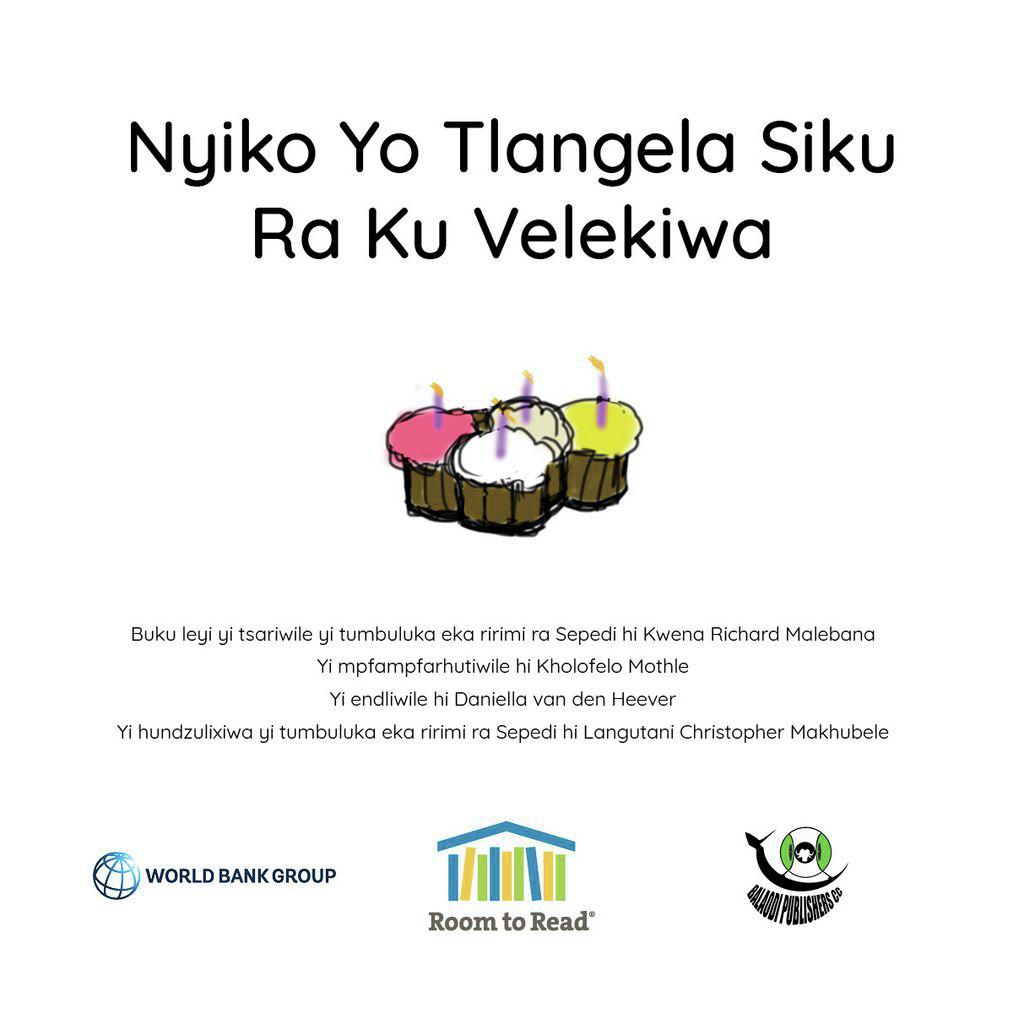 Nyiko Yo Tlangela Siku
Ra Ku Velekiwa
Buku leyi yi tsariwile yi tumbuluka eka ririmi ra Sepedi hi Kwena Richard Malebana
Yi mpfampfarhutiwile hi Kholofelo Mothle
Yi endliwile hi Daniella van den Heever
Yi hundzulixiwa yi tumbuluka eka ririmi ra Sepedi hi Langutani Christopher Makhubele
WORLD BANK GROUP
Room to Read®
BALAODI PUBLISHERS CC